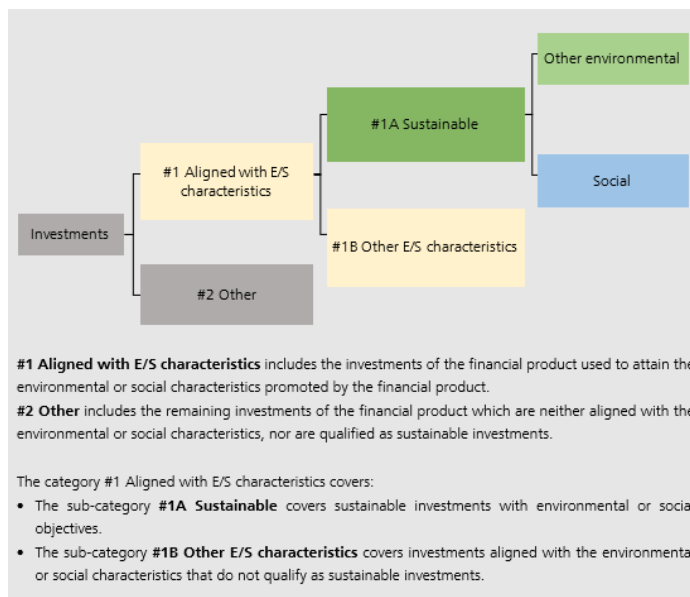 Other environmental
#1A Sustainable
#1 Aligned with E/S
characteristics
Social
Investments
#1B Other E/S characteristics
#2 Other
#1 Aligned with E/S characteristics includes the investments of the financial product used to attain the
environmental or social characteristics promoted by the financial product.
#2 Other includes the remaining investments of the financial product which are neither aligned with the
environmental or social characteristics, nor are qualified as sustainable investments.
The category #1 Aligned with E/S characteristics covers:
• The sub-category #1A Sustainable covers sustainable investments with environmental or social
objectives.
• The sub-category #1B Other E/S characteristics covers investments aligned with the environmental
or social characteristics that do not qualify as sustainable investments.